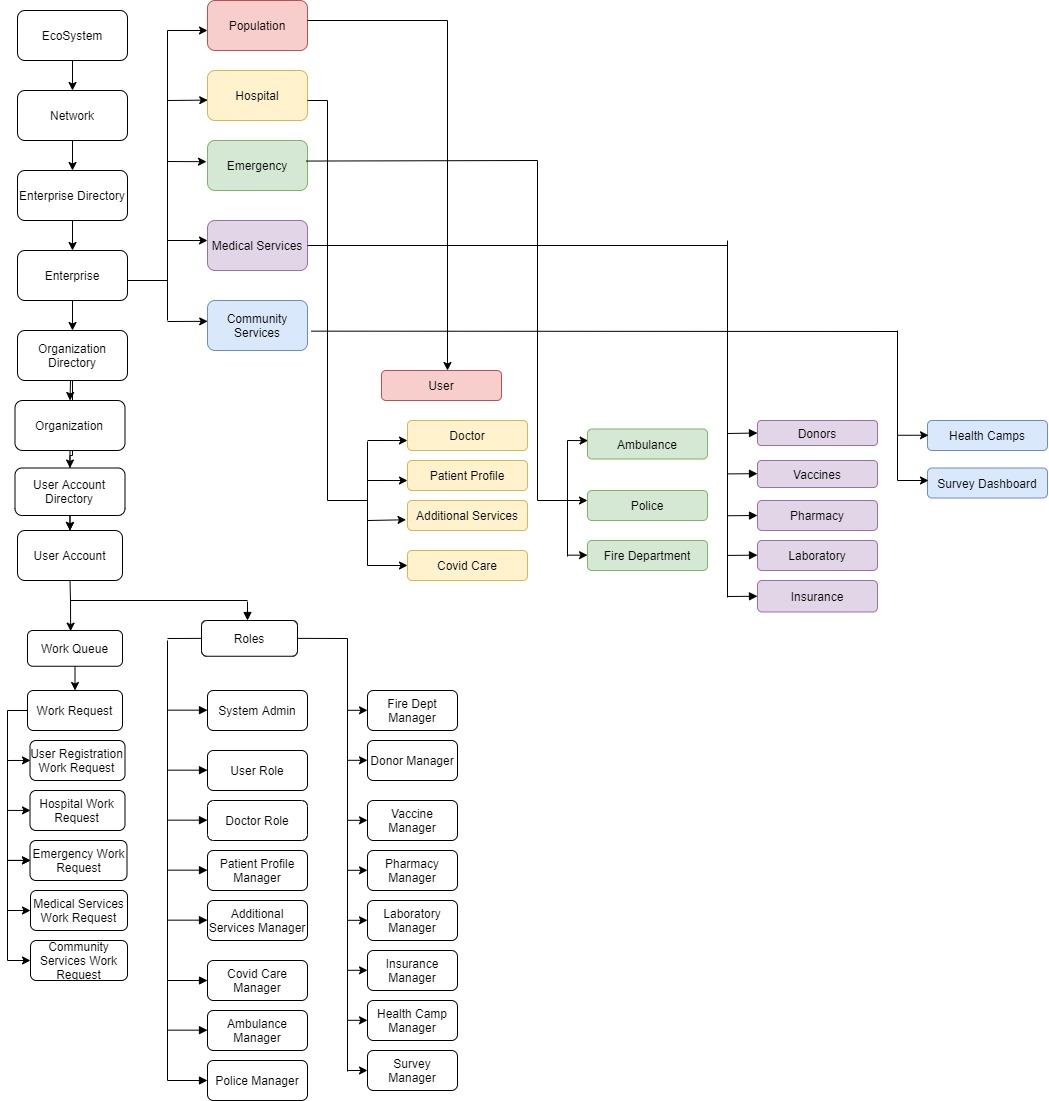 EcoSystem
Network
Enterprise Directory
Enterprise
Organization
Directory
Organization
User Account
Directory
User Account
Population
Hospital
Emergency
Medical Services
Community
Services
User
Doctor
Patient Profile
Additional Services
Covid Care
Ambulance
Police
Fire Department
Donors
Vaccines
Pharmacy
Laboratory
Insurance
Health Camps
Survey Dashboard
Work Queue
Work Request
User Registration
Work Request
Hospital Work
Request
Emergency Work
Request
Medical Services
Work Request
Community
Services Work
Request
Roles
System Admin
User Role
Doctor Role
Patient Profile
Manager
Additional
Services Manager
Covid Care
Manager
Ambulance
Manager
Police Manager
Fire Dept
Manager
Donor Manager
Vaccine
Manager
Pharmacy
Manager
Laboratory
Manager
Insurance
Manager
Health Camp
Manager
Survey
Manager